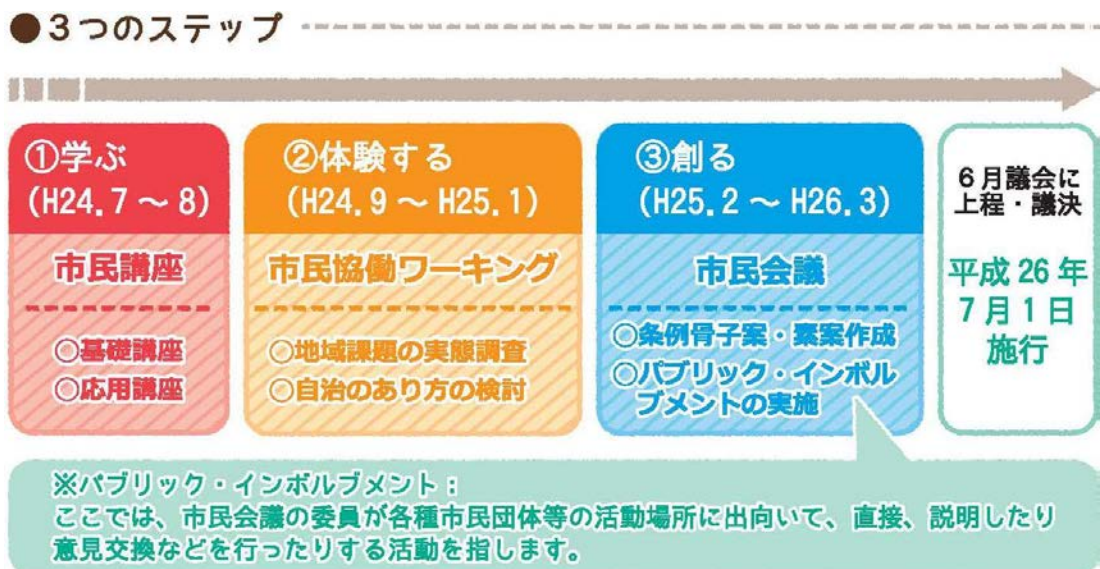 ●3つのステップ
①学ぶ
(H24.7～8)
市民講座
○基礎講座
○応用講座
②体験する
(H24.9～H25.1)
市民協働ワーキング
○地域課題の実態調査
○自治のあり方の検討
③創る
(H25.2～H26.3)
市民会議
○条例骨子案・素案作成
○パブリック・インボル
ブメントの実施
6月議会に
上程・議決
平成26年
7月1日
施行
※パブリック・インボルブメント：
ここでは、市民会議の委員が各種市民団体等の活動場所に出向いて、直接、説明したり
意見交換などを行ったりする活動を指します。